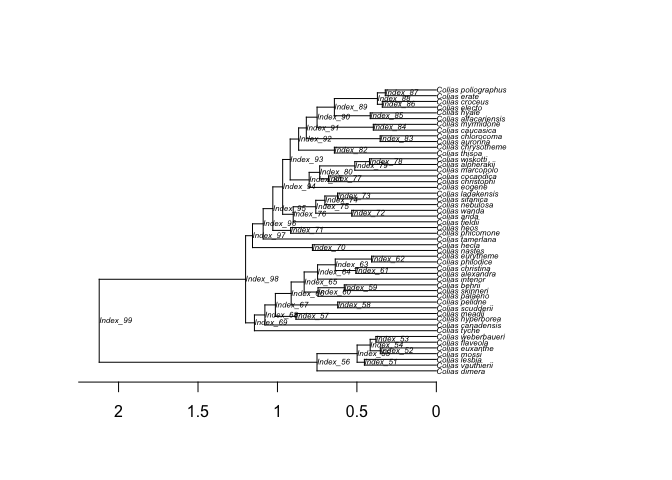 Colias poliographus
Index_87
Colias erate
Index_88
Colias croceus
Index_86
Colias electo
Index_89
Colias hyale
Index_85
Index_90
Colias alfacariensis
Colias myrmidone
Index_84
Index_91
Colias caucasica
Colias chlorocoma
Index_83
Index_92
Colias aurorina
Colias chrysotheme
Index_82
Colias thisoa
Index_93
Colias wiskotti
Index_78
Colias alpherakij
Index_79
Colias marcopolo
Index_80
Colias cocandica
Index_77
Colias christophi
Index_94
Colias eogene
Colias ladakensis
Index_73
Colias sifanica
Index_74
Colias nebulosa
Index_75
Index_95
Colias wanda
Index_72
Index_76
Colias arida
Colias fieldii
Index_96
Colias heos
Index_71
Colias phicomone
Index_97
Colias tamerlana
Colias hecla
Index_70
Colias nastes
Colias eurytheme
Index_62
Colias philodice
Index_63
Colias christina
Index_61
Index_64
Colias alexandra
Colias interior
Index_98
Index_65
Colias behrii
Index_59
Colias skinneri
Index_60
Colias palaeno
Colias pelidne
Index_58
Index_67
Colias scudderii
Colias meadii
Index_57
Index_68
Colias hyperborea
Index_69
Colias canadensis
Index_99
Colias tyche
Colias weberbaueri
Index_53
Colias flaveola
Index_54
Colias euxanthe
Index_52
Colias mossi
Colias lesbia
Index_51
Index_56
Colias vauthierii
Colias dimera
2 1.5 1 0.5 0